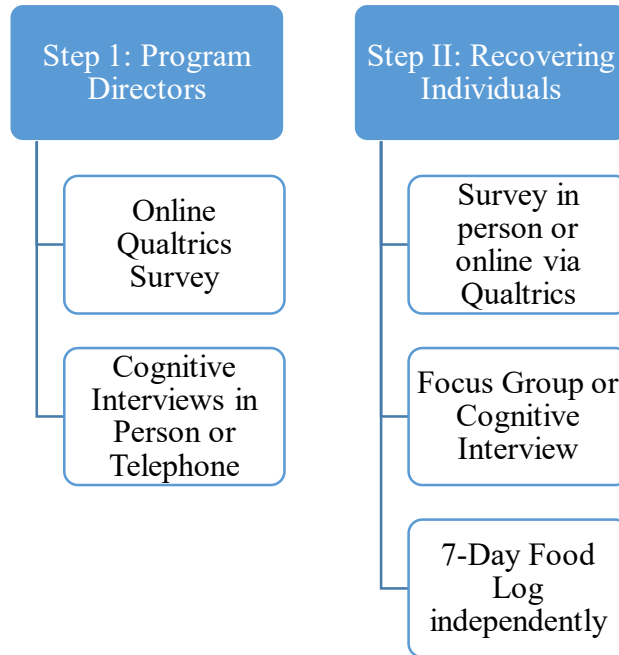 Step 1: Program
Directors
Online
Qualtrics
Survey
Cognitive
Interviews in
Person or
Telephone
Step II: Recovering
Individuals
Survey in
person or
online via
Qualtrics
Focus Group or
Cognitive
Interview
7-Day Food
Log
independently